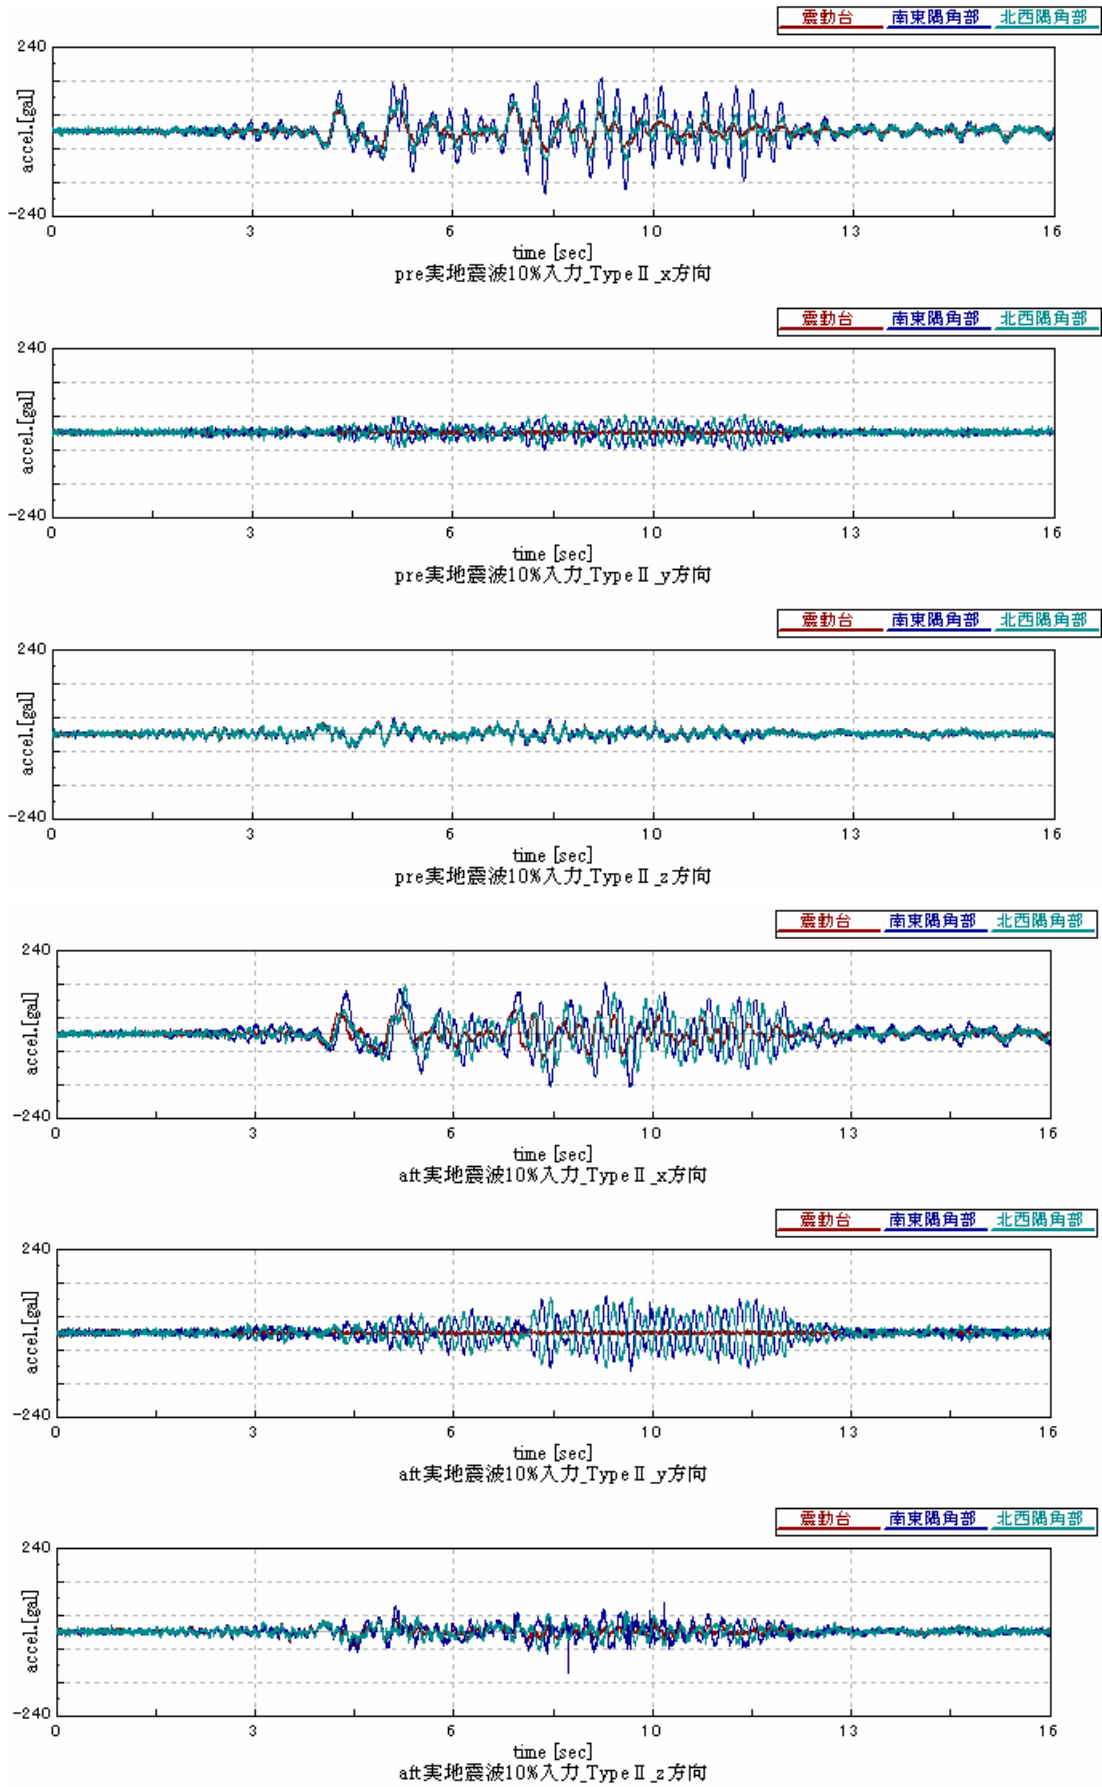 震動台 南東隅角部 北西隅角部
240
accel.[gal]
-240
0 3 6 10 13 16
time [sec]
pre実地震波10%入力_TypeⅡ_x方向
震動台 南東隅角部 北西隅角部
240
accel.[gal]
-240
0 3 6 10 13 16
time [sec]
pre実地震波10%入力_TypeⅡ_y方向
震動台 南東隅角部 北西隅角部
240
accel.[gal]
-240
0 3 6 10 13 16
time [sec]
pre実地震波10%入力_TypeⅡ_z方向
震動台 南東隅角部 北西隅角部
240
accel.[gal]
-240
0 3 6 10 13 16
time [sec]
aft実地震波10%入力_TypeⅡ_x方向
震動台 南東隅角部 北西隅角部
240
accel.[gal]
-240
0 3 6 10 13 16
time [sec]
aft実地震波10%入力_TypeⅡ_y方向
震動台 南東隅角部 北西隅角部
240
accel.[gal]
-240
0 3 6 10 13 16
time [sec]
aft実地震波10%入力_TypeⅡ_z方向